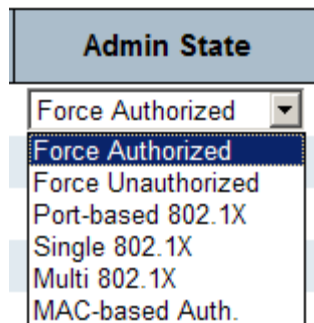 Admin State
Force Authorized
Force Authorized
Force Unauthorized
Port-based 802.1X
Single 802.1X
Multi 802.1X
MAC-based Auth.